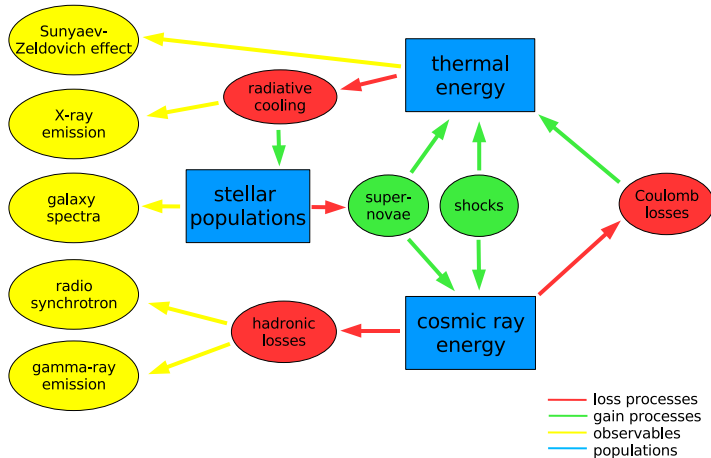 Sunyaev-
Zeldovich effect
thermal
energy
radiative
cooling
X-ray
emission
stellar
populations
super-
novae
shocks
Coulomb
losses
galaxy
spectra
radio
synchrotron
hadronic
losses
cosmic ray
energy
gamma-ray
emission
loss processes
gain processes
observables
populations